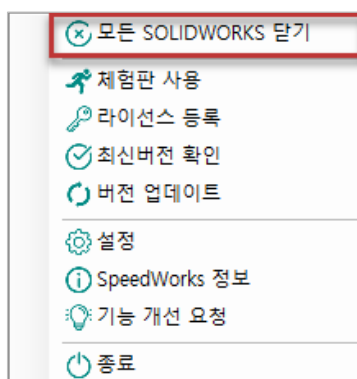 모든 SOLIDWORKS 닫기
체험판 사용
라이선스 등록
최신버전 확인
버전 업데이트
설정
SpeedWorks 정보
기능 개선 요청
종료